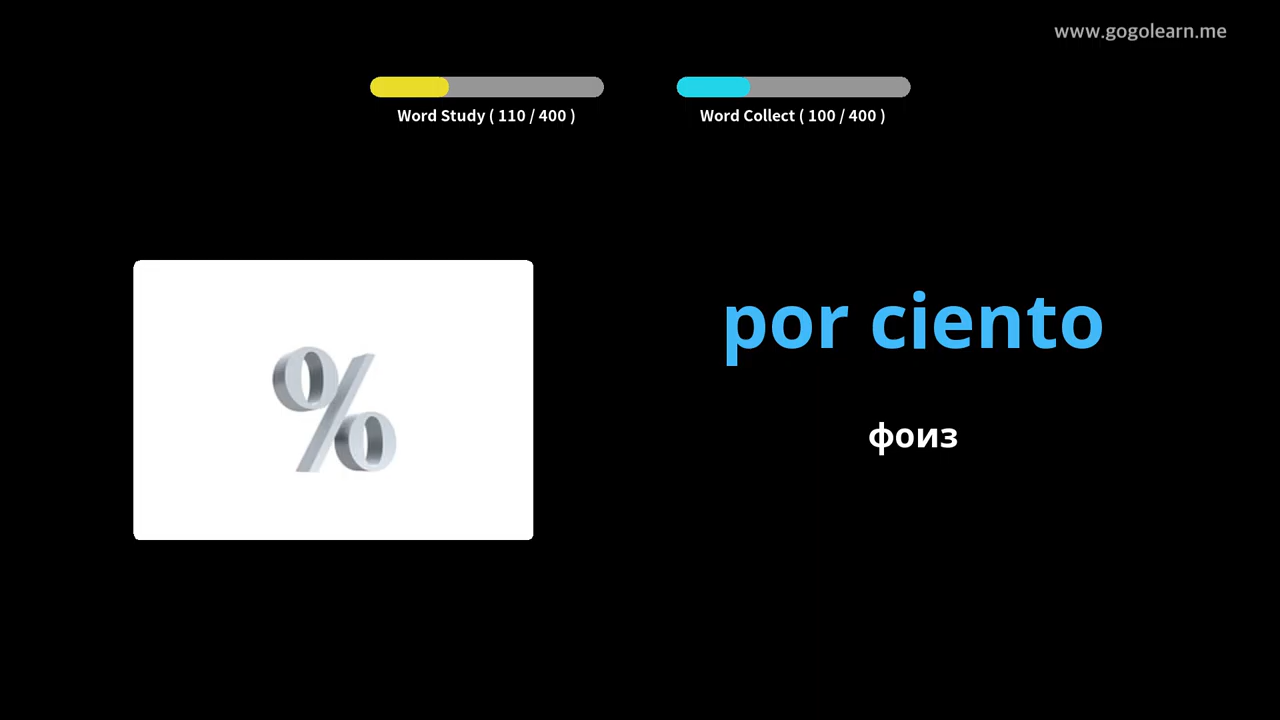 www.gogolearn.me
Word Study ( 110 / 400 )
Word Collect ( 100 / 400 )
%
por ciento
фоиз